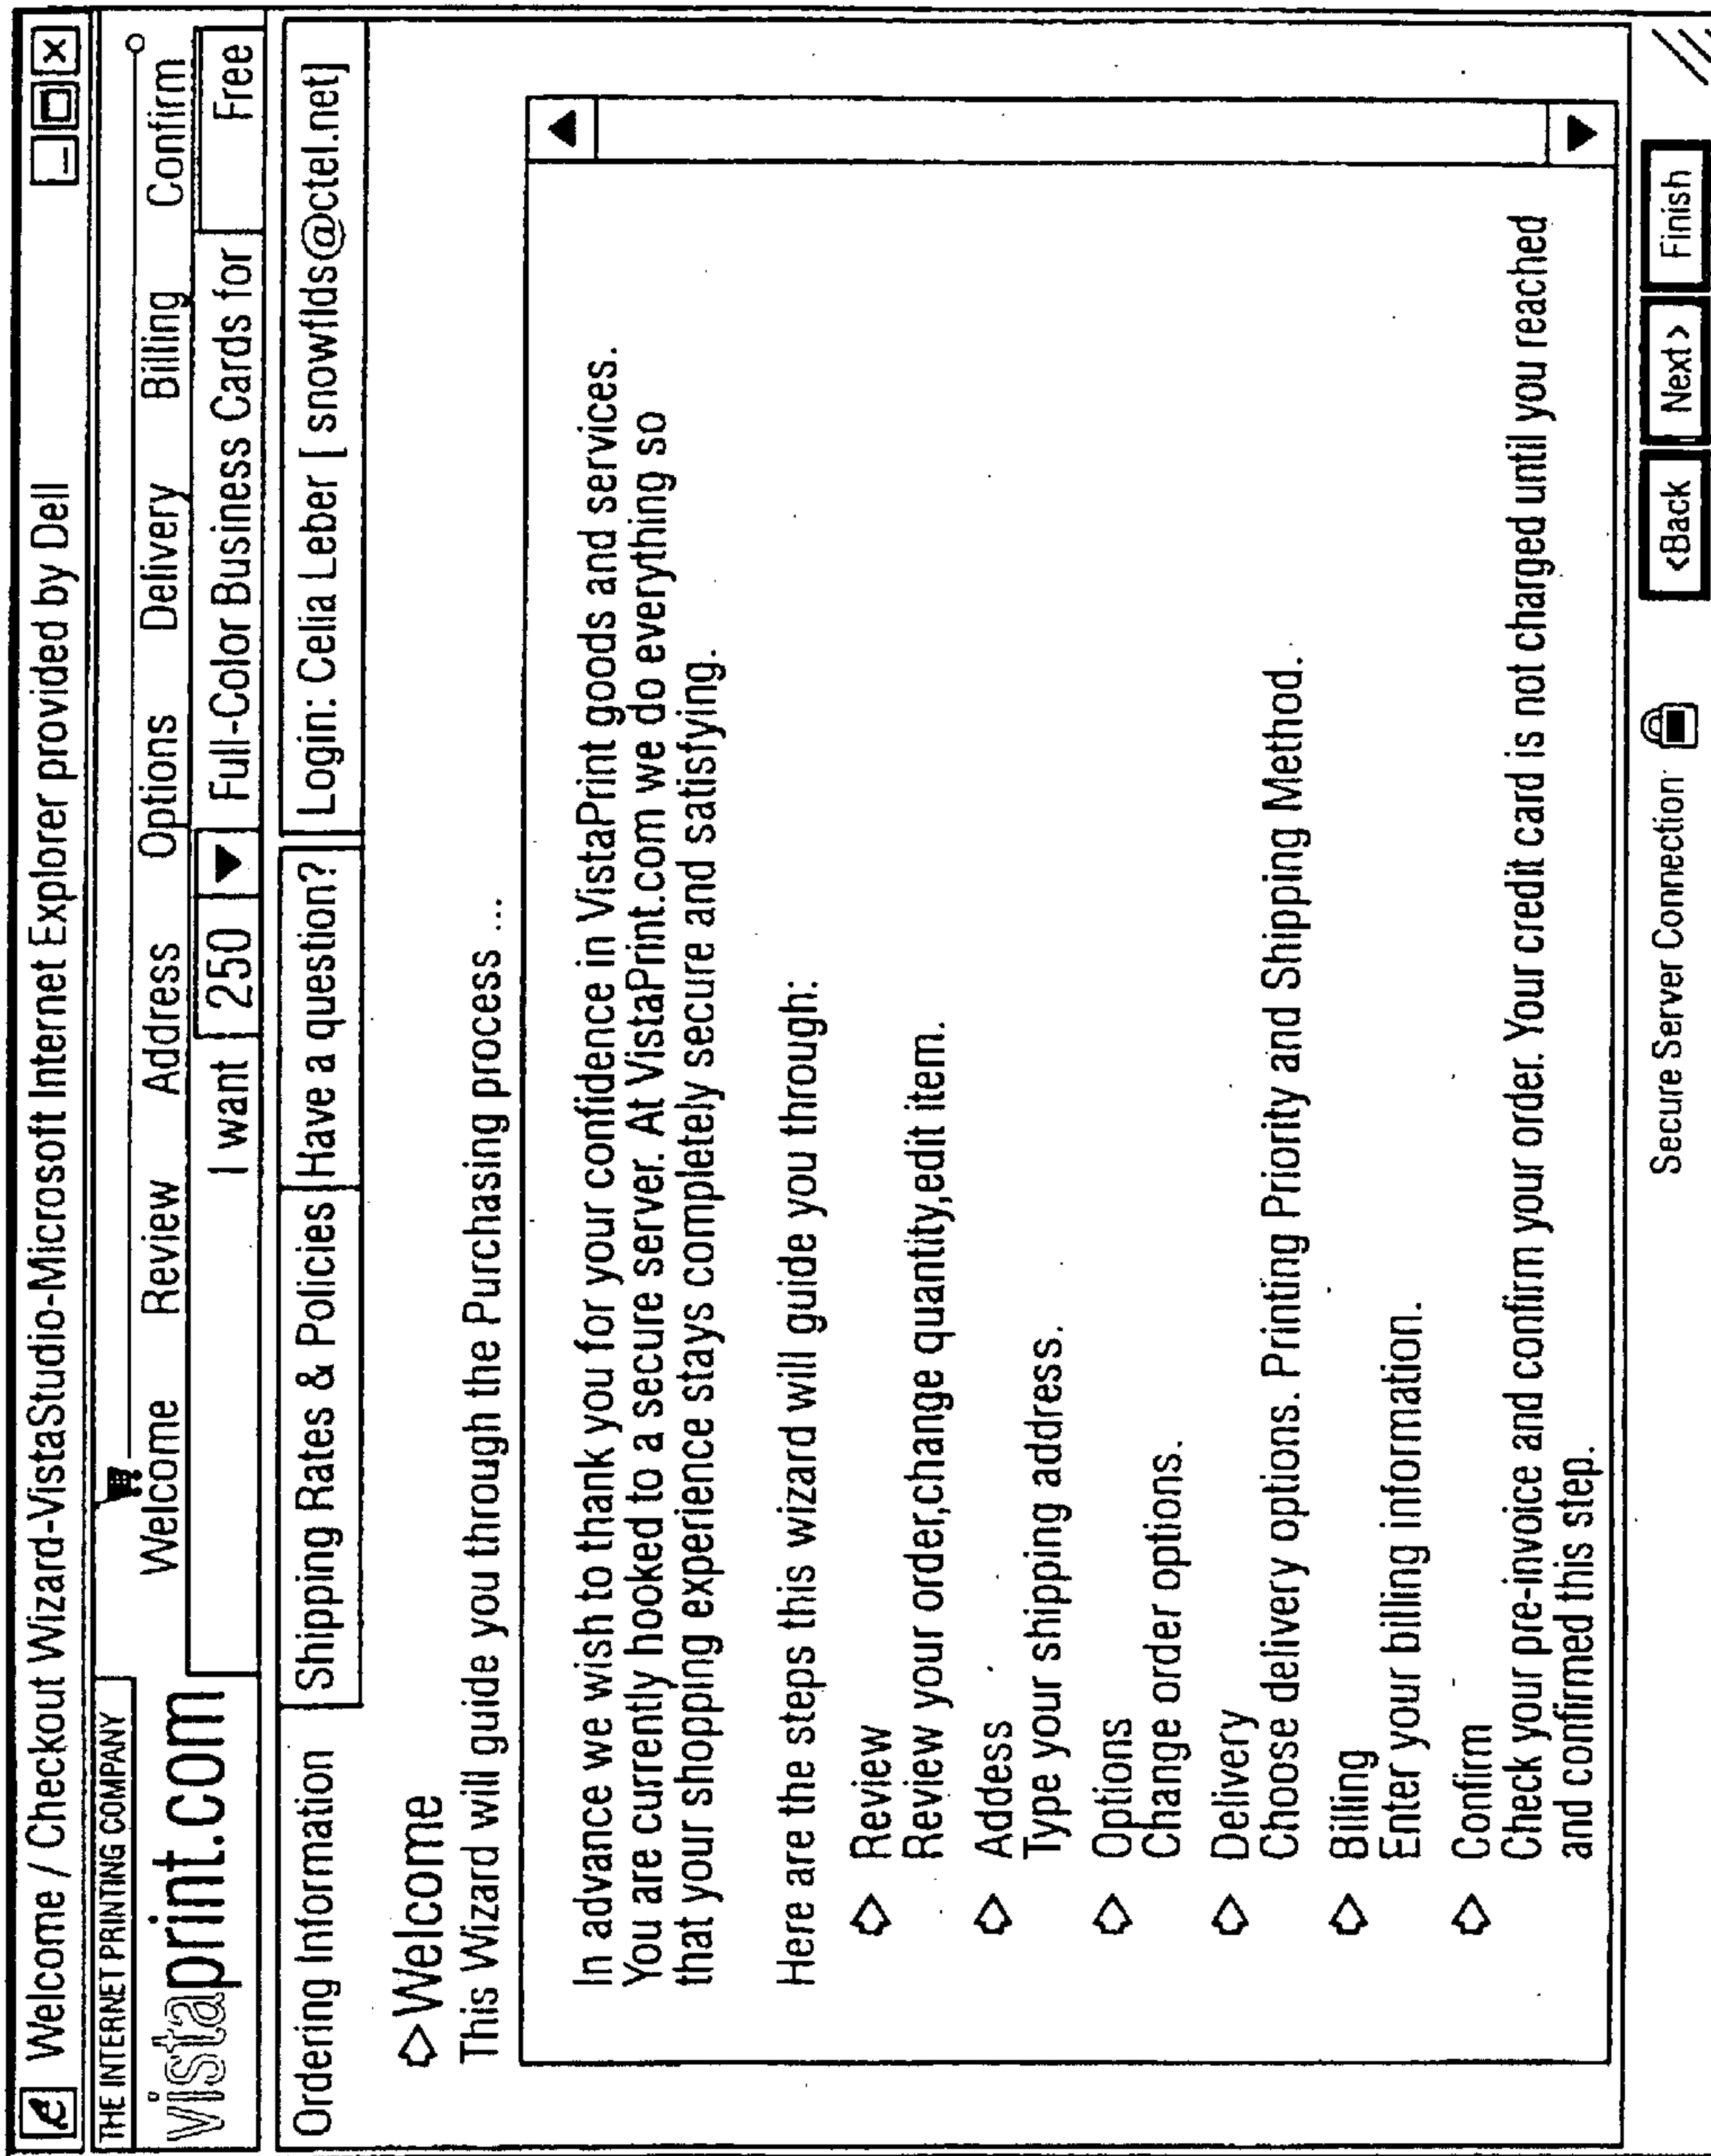 Welcome / Checkout Wizard-VistaStudio-Microsoft Internet Explorer provided by Dell
THE INTERNET PRINTING COMPANY
vistaprint.com
Welcome Review Address Options Delivery Billing Confirm
I want 250 Full-Color Business Cards for Free
Ordering Information Shipping Rates & Policies Have a question? Login: Celia Leber [ snowflds@ctel.net]
Welcome
This Wizard will guide you through the Purchasing process ...
In advance we wish to thank you for your confidence in VistaPrint goods and services.
You are currently hooked to a secure server. At VistaPrint.com we do everything so
that your shopping experience stays completely secure and satisfying.
Here are the steps this wizard will guide you through:
Review
Review your order,change quantity,edit item.
Addess
Type your shipping address.
Options
Change order options.
Delivery
Choose delivery options. Printing Priority and Shipping Method.
Billing
Enter your billing information.
Confirm
Check your pre-invoice and confirm your order. Your credit card is not charged until you reached
and confirmed this step.
Secure Server Connection <Back Next> Finish